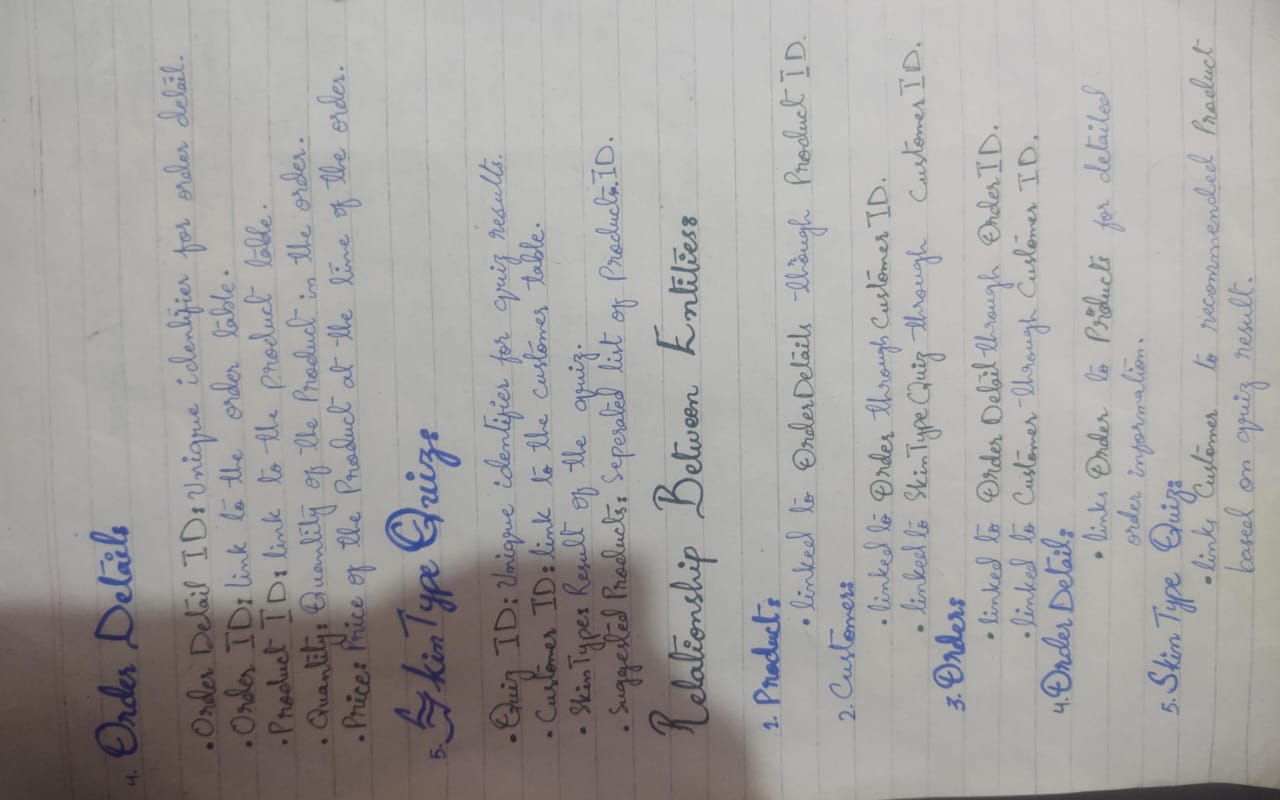 4. Order Details
• Order Detail ID: Unique identifier for order detail.
• Order ID: link to the order table.
• Product ID: link to the Product table.
• Quantity: Quantity of the Product in the order.
• Price: Price of the Product at the time of the order.
5. Skin Type Quiz:
• Quiz ID: Unique identifier for quiz results.
• Customer ID: link to the customer table.
• Skin Type: Result of the quiz.
• Suggested Products: Seperated list of Products.ID.
Relationship Between Entities:
1. Product:
• linked to OrderDetails through Product ID.
2. Customer:
• linked to Order through Customer ID.
• linked to SkinTypeQuiz through Customer ID.
3. Orders:
• linked to Order Detail through Order ID.
• linked to Customer through Customer ID.
4. Order Detail:
• links Order to Products for detailed
order information.
5. Skin Type Quiz:
• links Customer to recommended Product
based on quiz result.